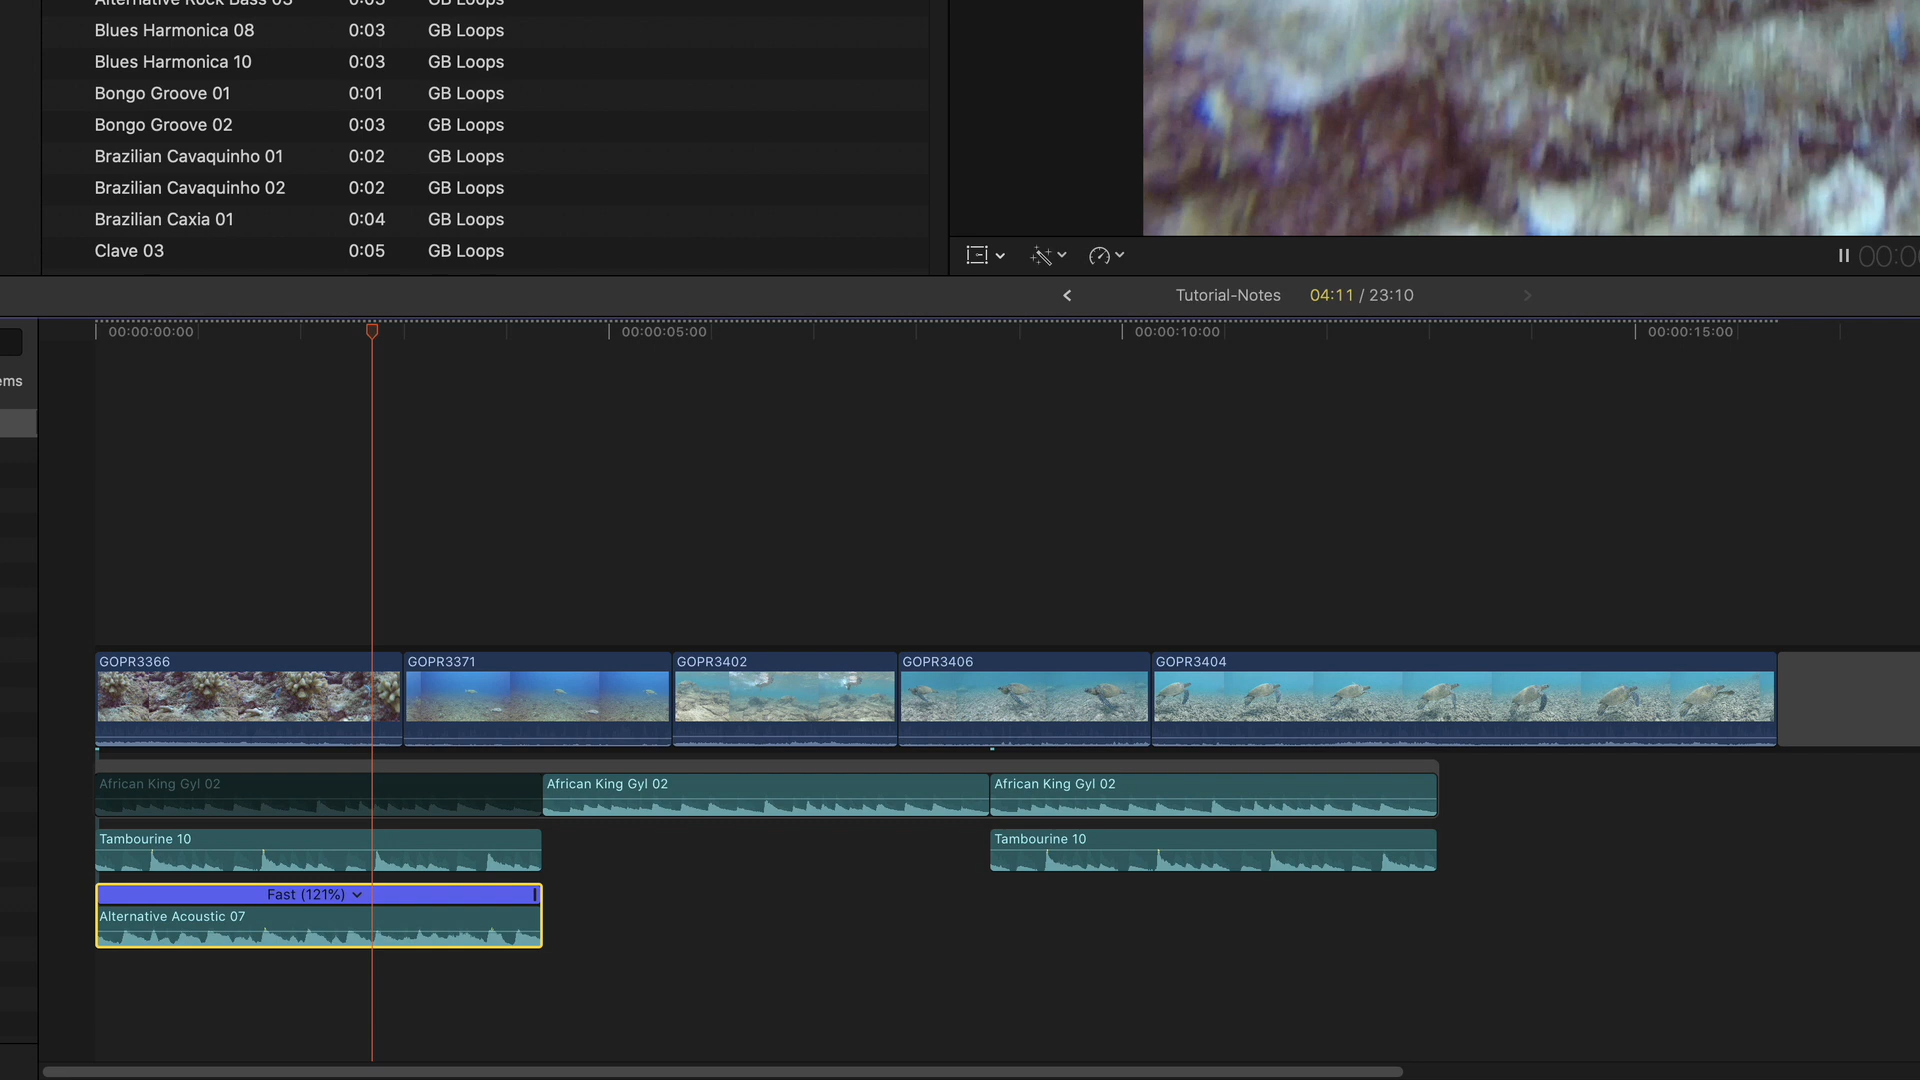 Alternative Rock Bass 03 0:03 GB Loops
Blues Harmonica 08 0:03 GB Loops
Blues Harmonica 10 0:03 GB Loops
Bongo Groove 01 0:01 GB Loops
Bongo Groove 02 0:03 GB Loops
Brazilian Cavaquinho 01 0:02 GB Loops
Brazilian Cavaquinho 02 0:02 GB Loops
Brazilian Caxia 01 0:04 GB Loops
Clave 03 0:05 GB Loops
00:0
Tutorial-Notes 04:11 / 23:10
00:00:00:00 00:00:05:00 00:00:10:00 00:00:15:00
ems
GOPR3366 GOPR3371 GOPR3402 GOPR3406 GOPR3404
African King Gyl 02 African King Gyl 02 African King Gyl 02
Tambourine 10 Tambourine 10
Fast (121%)
Alternative Acoustic 07